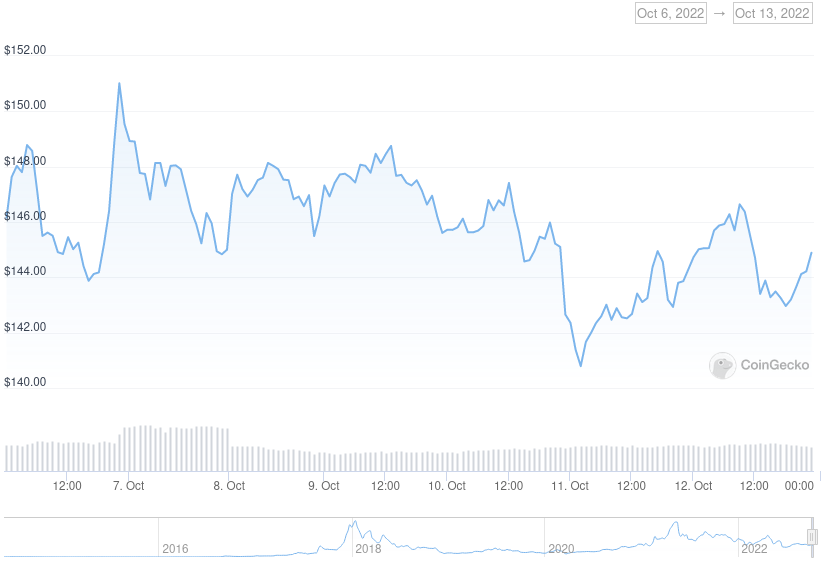 Oct 6, 2022 → Oct 13, 2022
$152.00
$150.00
$148.00
$146.00
$144.00
$142.00
$140.00
CoinGecko
12:00 7. Oct 8. Oct 9. Oct 12:00 10. Oct 12:00 11. Oct 12:00 12. Oct 12:00 00:00
2016 2018 2020 2022